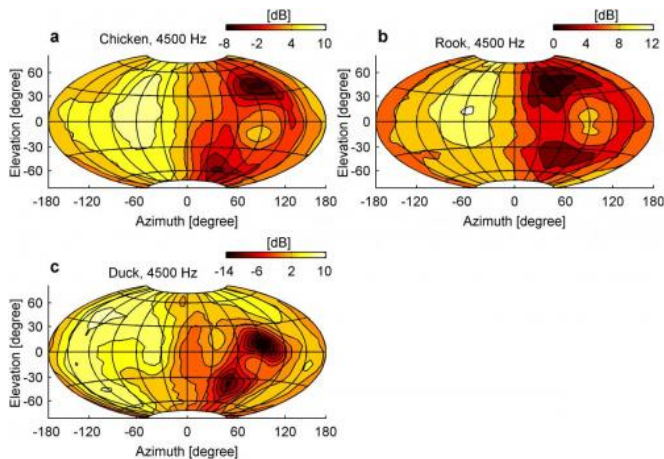 [dB]
-8 -2 4 10
a Chicken, 4500 Hz
60
30
0
-30
-60
Elevation [degree]
-180 -120 -60 0 60 120 180
Azimuth [degree]
[dB]
0 4 8 12
b Rook, 4500 Hz
60
30
0
-30
-60
Elevation [degree]
-180 -120 -60 0 60 120 180
Azimuth [degree]
[dB]
-14 -6 2 10
c Duck, 4500 Hz
60
30
0
-30
-60
Elevation [degree]
-180 -120 -60 0 60 120 180
Azimuth [degree]